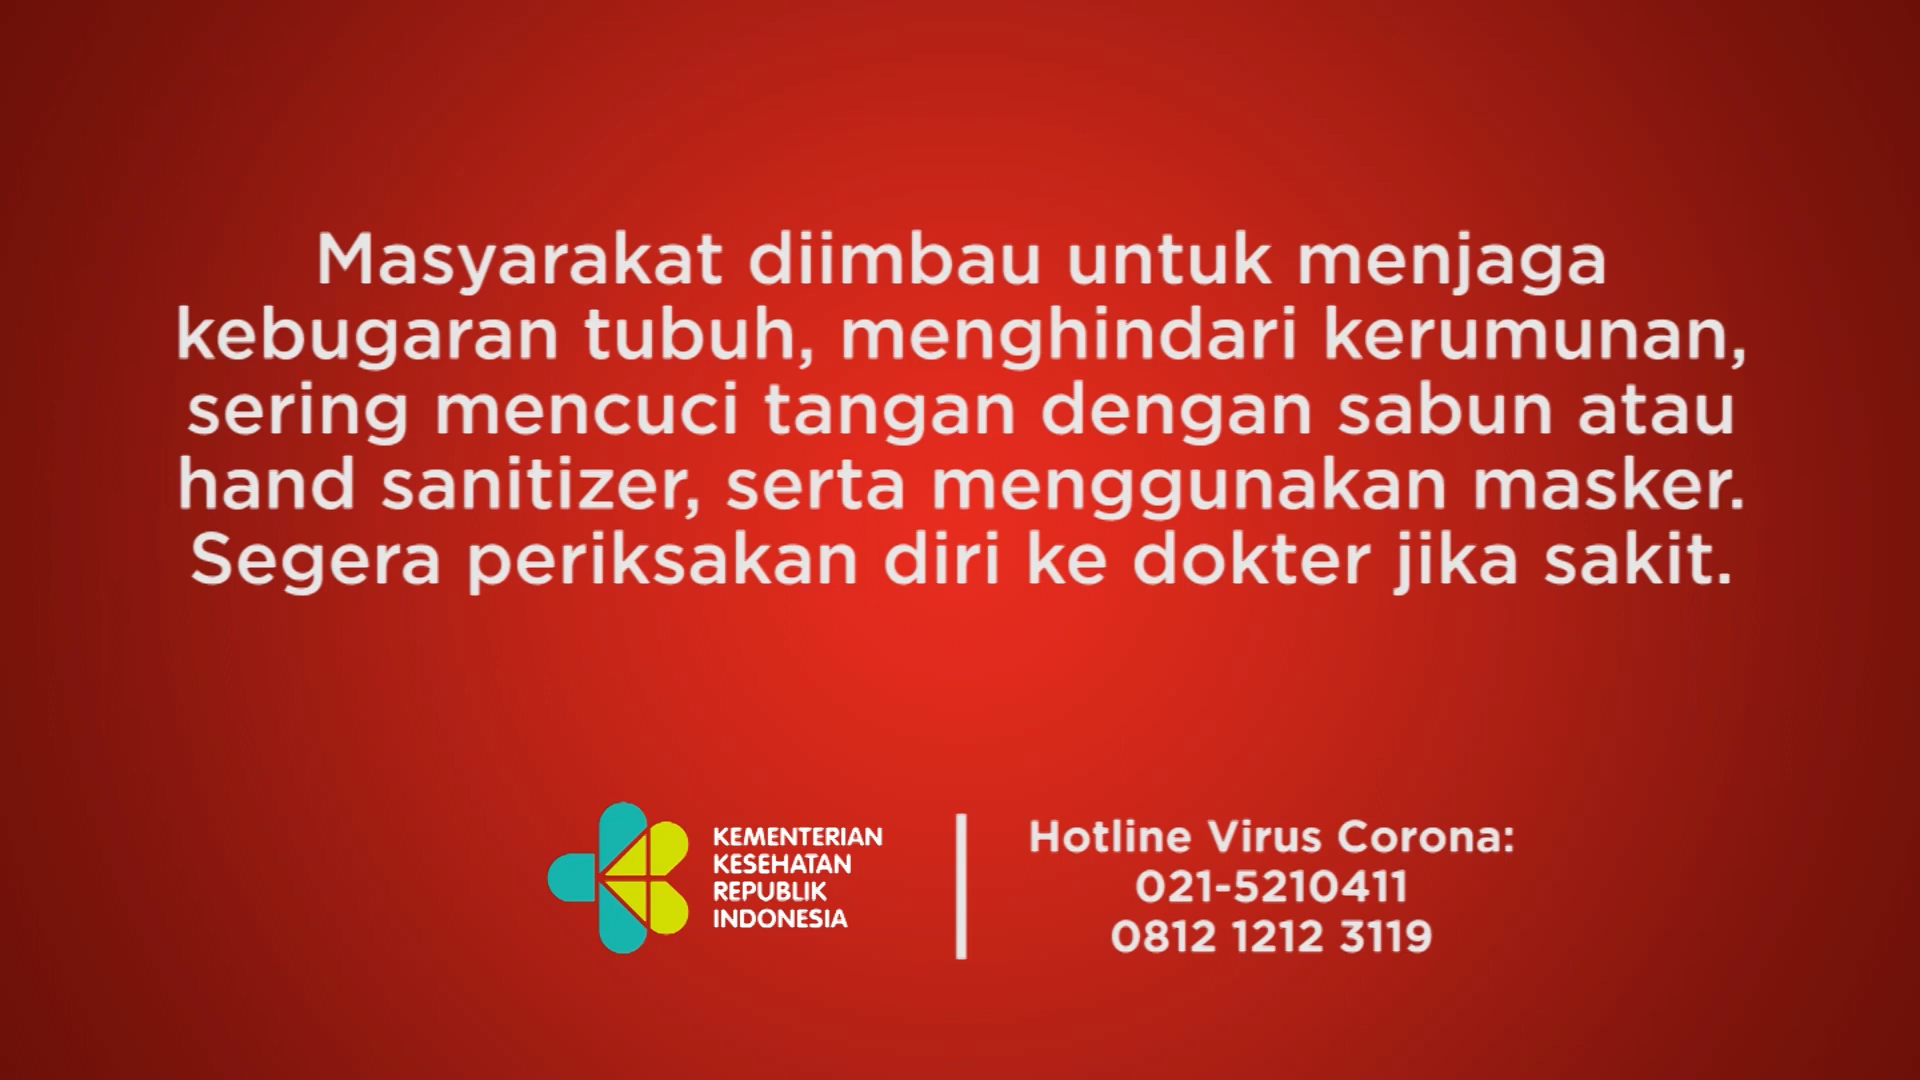 Masyarakat diimbau untuk menjaga
kebugaran tubuh, menghindari kerumunan,
sering mencuci tangan dengan sabun atau
hand sanitizer, serta menggunakan masker.
Segera periksakan diri ke dokter jika sakit.
KEMENTERIAN
KESEHATAN
REPUBLIK
INDONESIA
Hotline Virus Corona:
021-5210411
0812 1212 3119